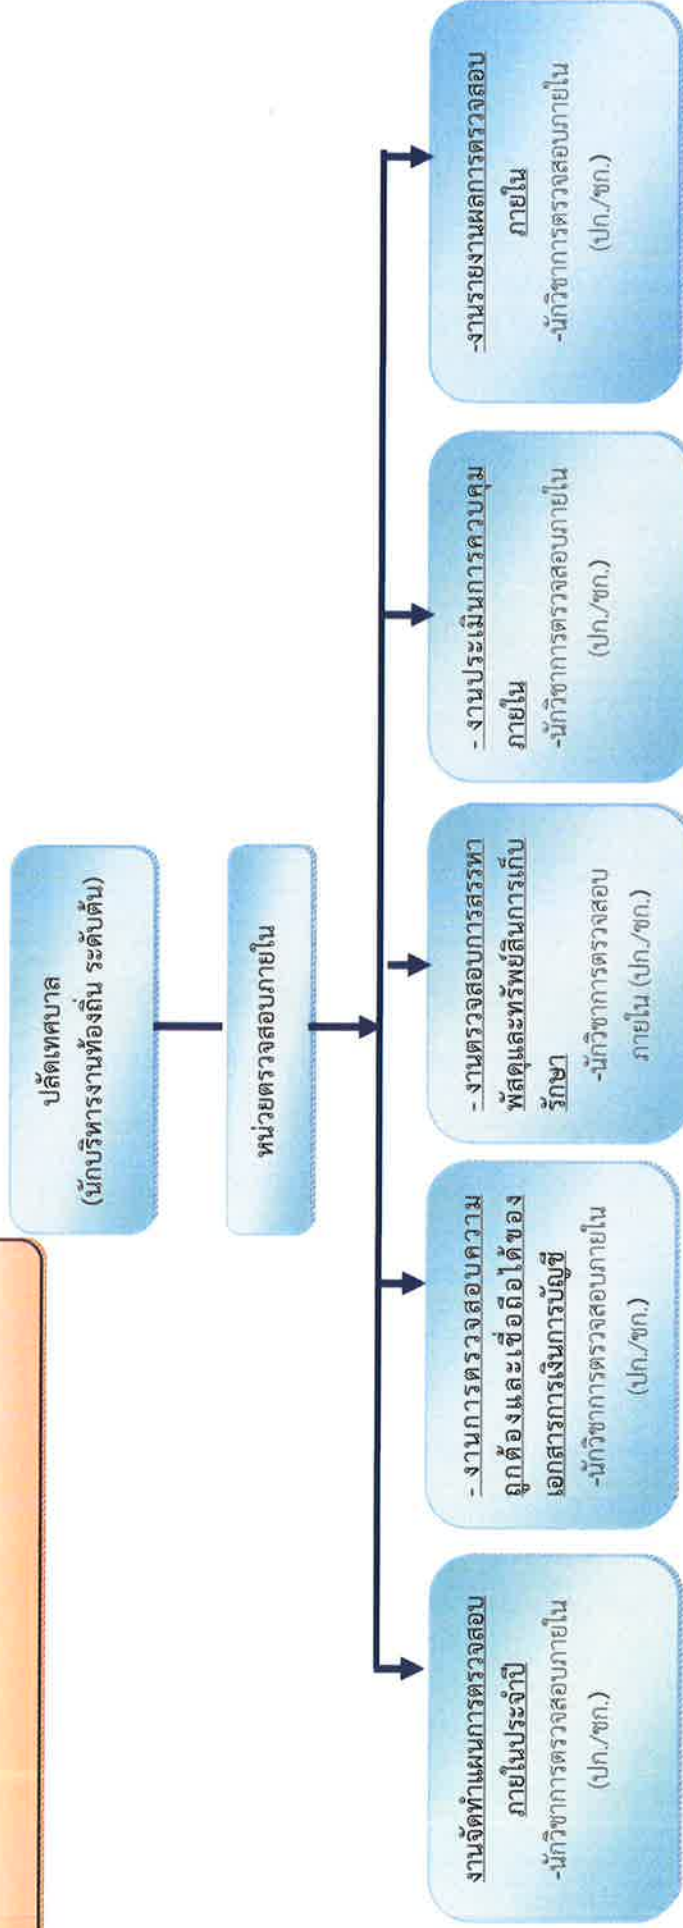 ปลัดเทศบาล
(นักบริหารงานท้องถิ่น ระดับต้น)
หน่วยตรวจสอบภายใน
งานจัดทำแผนการตรวจสอบ
ภายในประจำปี
-นักวิชาการตรวจสอบภายใน
(ปก./ชก.)
- งานการตรวจสอบความ
ถูกต้องและเชื่อถือได้ของ
เอกสารการเงินการบัญชี
-นักวิชาการตรวจสอบภายใน
(ปก./ชก.)
- งานตรวจสอบการสรรหา
พัสดุและทรัพย์สินการเก็บ
รักษา
-นักวิชาการตรวจสอบ
ภายใน (ปก./ชก.)
- งานประเมินการควบคุม
ภายใน
-นักวิชาการตรวจสอบภายใน
(ปก./ชก.)
-งานรายงานผลการตรวจสอบ
ภายใน
-นักวิชาการตรวจสอบภายใน
(ปก./ชก.)